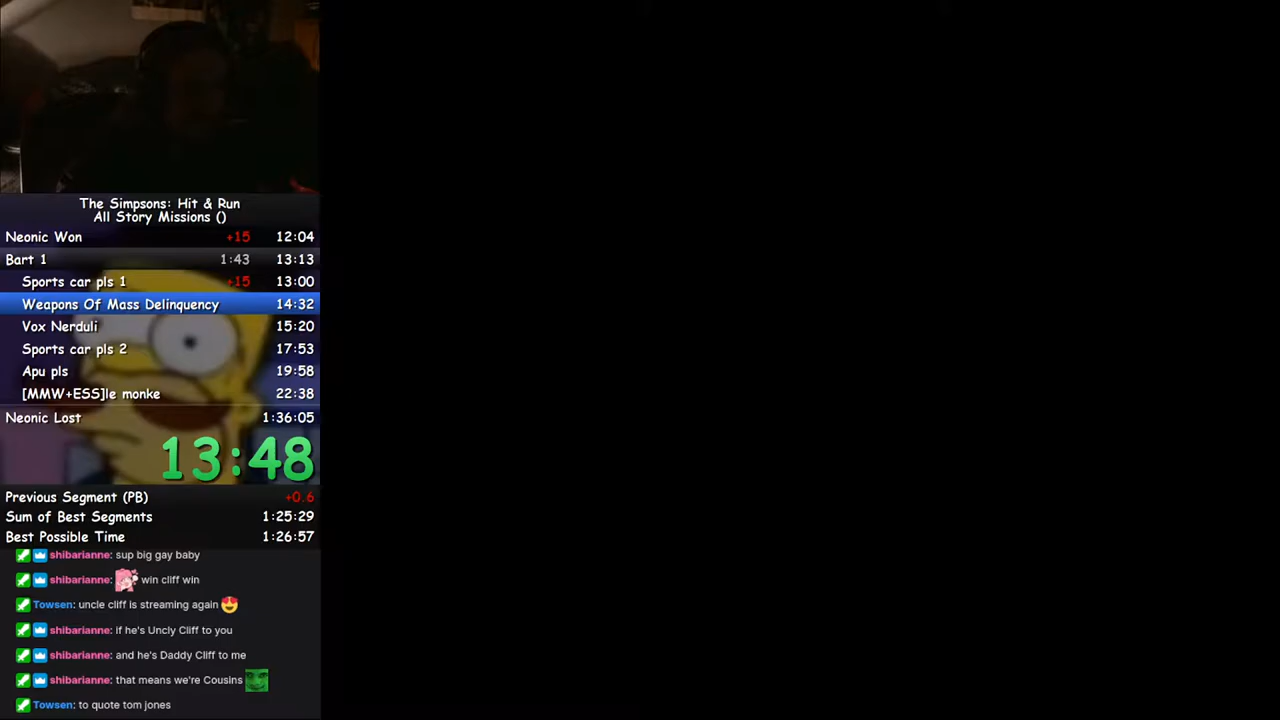 The Simpsons: Hit & Run
All Story Missions ()
Neonic Won +15 12:04
Bart 1 1:43 13:13
Sports car pls 1 +15 13:00
Weapons Of Mass Delinquency 14:32
Vox Nerduli 15:20
Sports car pls 2 17:53
Apu pls 19:58
[MMW+ESS]le monke 22:38
Neonic Lost 1:36:05
13:48
Previous Segment (PB) +0.6
Sum of Best Segments 1:25:29
Best Possible Time 1:26:57
shibarianne: sup big gay baby
shibarianne: win cliff win
Towsen: uncle cliff is streaming again
shibarianne: if he's Uncly Cliff to you
shibarianne: and he's Daddy Cliff to me
shibarianne: that means we're Cousins
Towsen: to quote tom jones